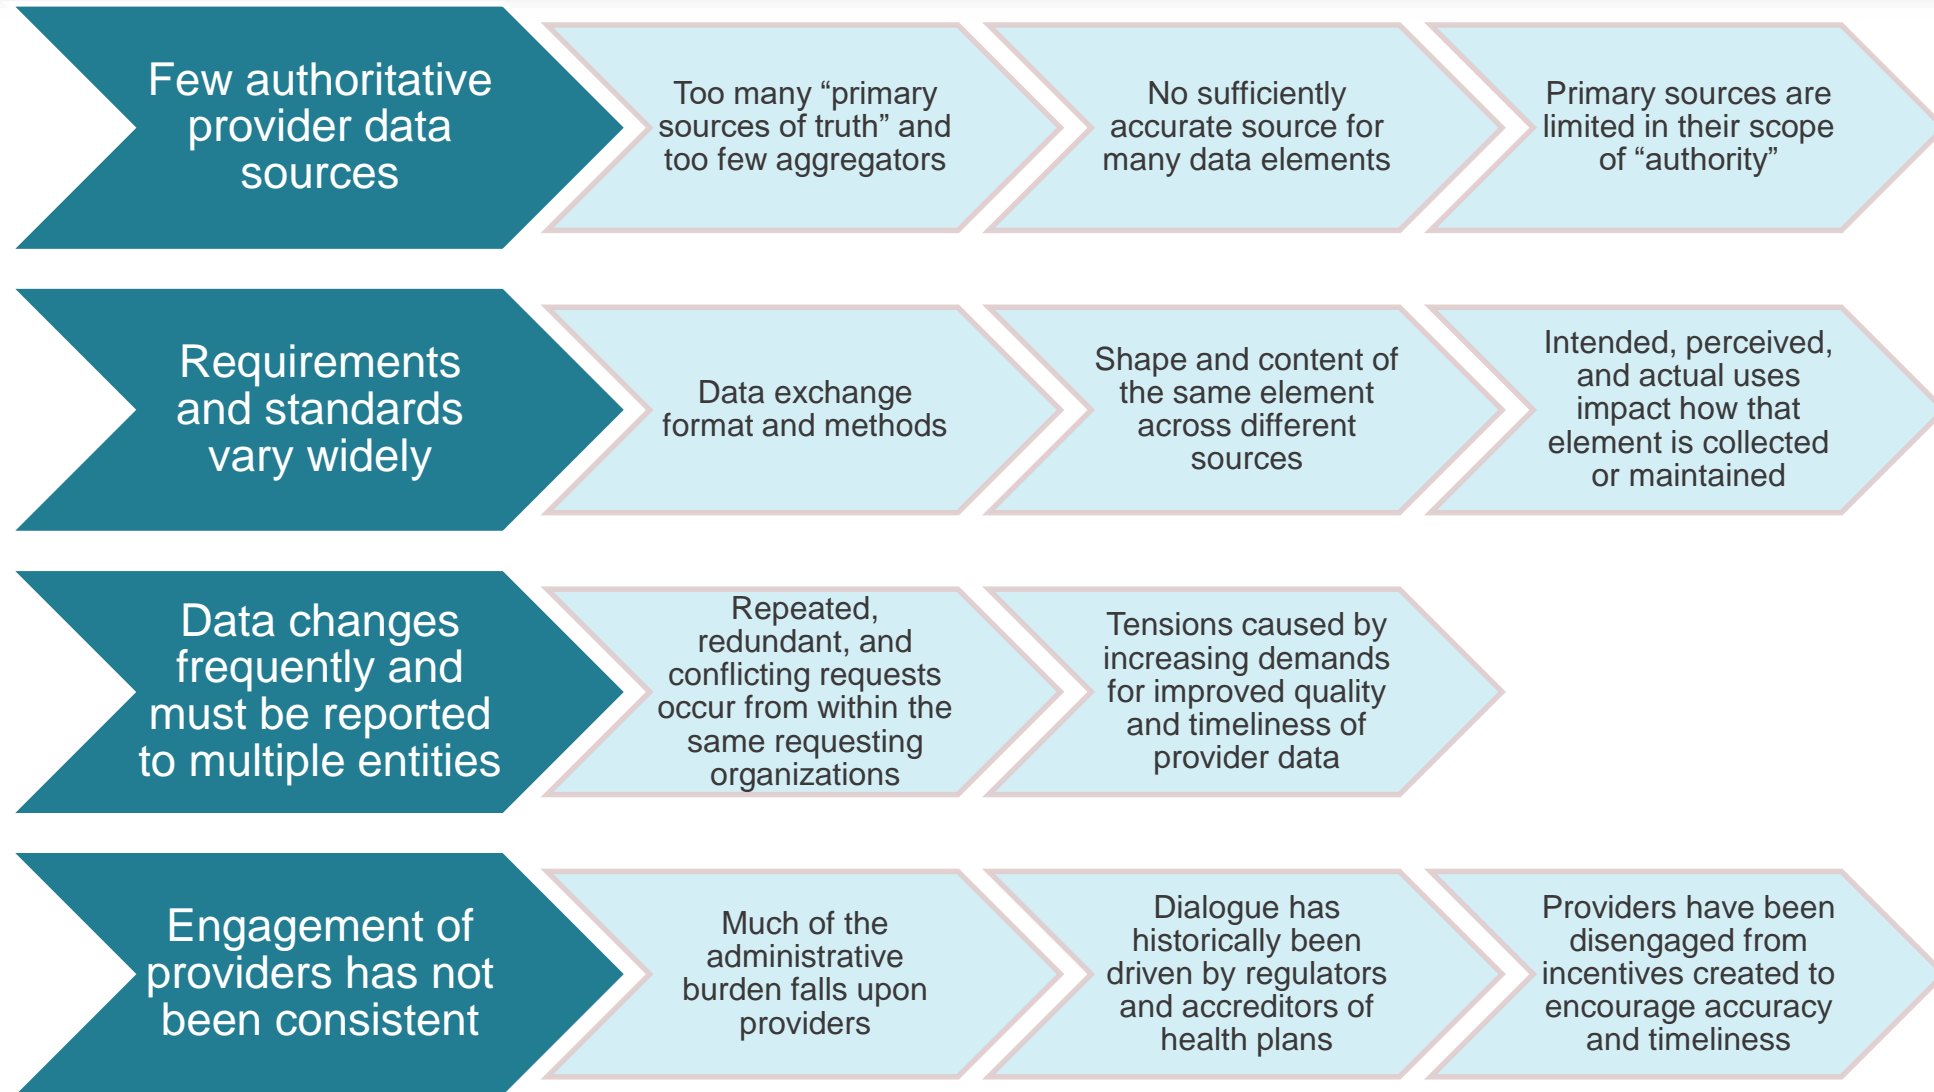 Few authoritative
provider data
sources
Too many “primary
sources of truth” and
too few aggregators
No sufficiently
accurate source for
many data elements
Primary sources are
limited in their scope
of “authority”
Requirements
and standards
vary widely
Data exchange
format and methods
Shape and content of
the same element
across different
sources
Intended, perceived,
and actual uses
impact how that
element is collected
or maintained
Data changes
frequently and
must be reported
to multiple entities
Repeated,
redundant, and
conflicting requests
occur from within the
same requesting
organizations
Tensions caused by
increasing demands
for improved quality
and timeliness of
provider data
Engagement of
providers has not
been consistent
Much of the
administrative
burden falls upon
providers
Dialogue has
historically been
driven by regulators
and accreditors of
health plans
Providers have been
disengaged from
incentives created to
encourage accuracy
and timeliness